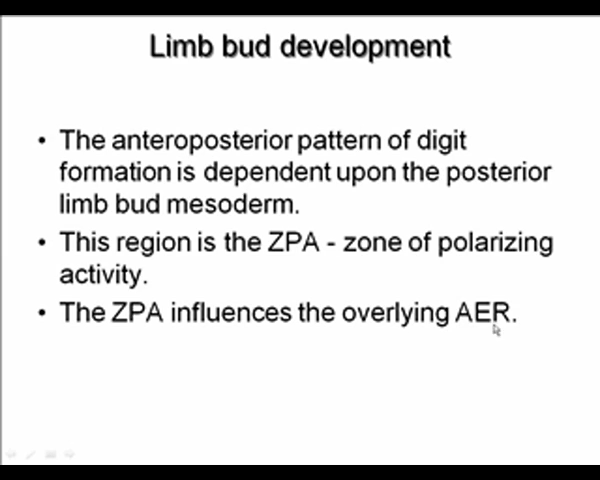 Limb bud development
• The anteroposterior pattern of digit
formation is dependent upon the posterior
limb bud mesoderm.
• This region is the ZPA - zone of polarizing
activity.
• The ZPA influences the overlying AER.